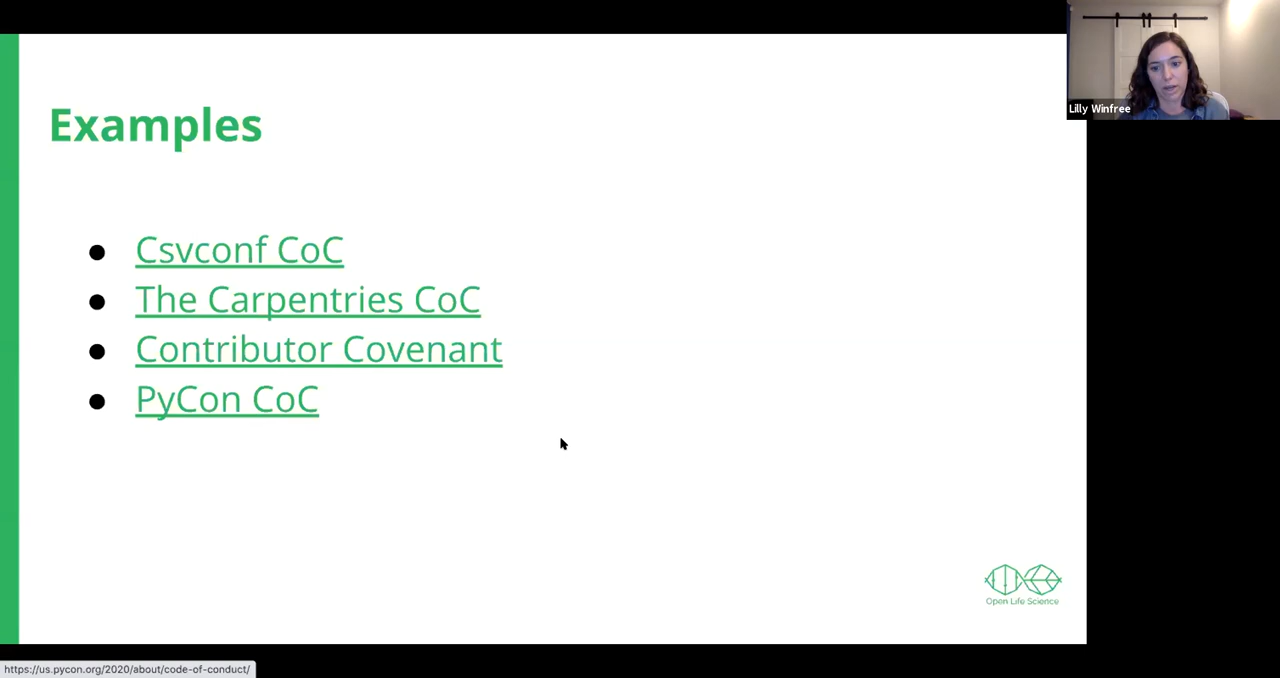 Lilly Winfree
Examples
Csvconf CoC
The Carpentries CoC
Contributor Covenant
PyCon CoC
Open Life Science
https://us.pycon.org/2020/about/code-of-conduct/